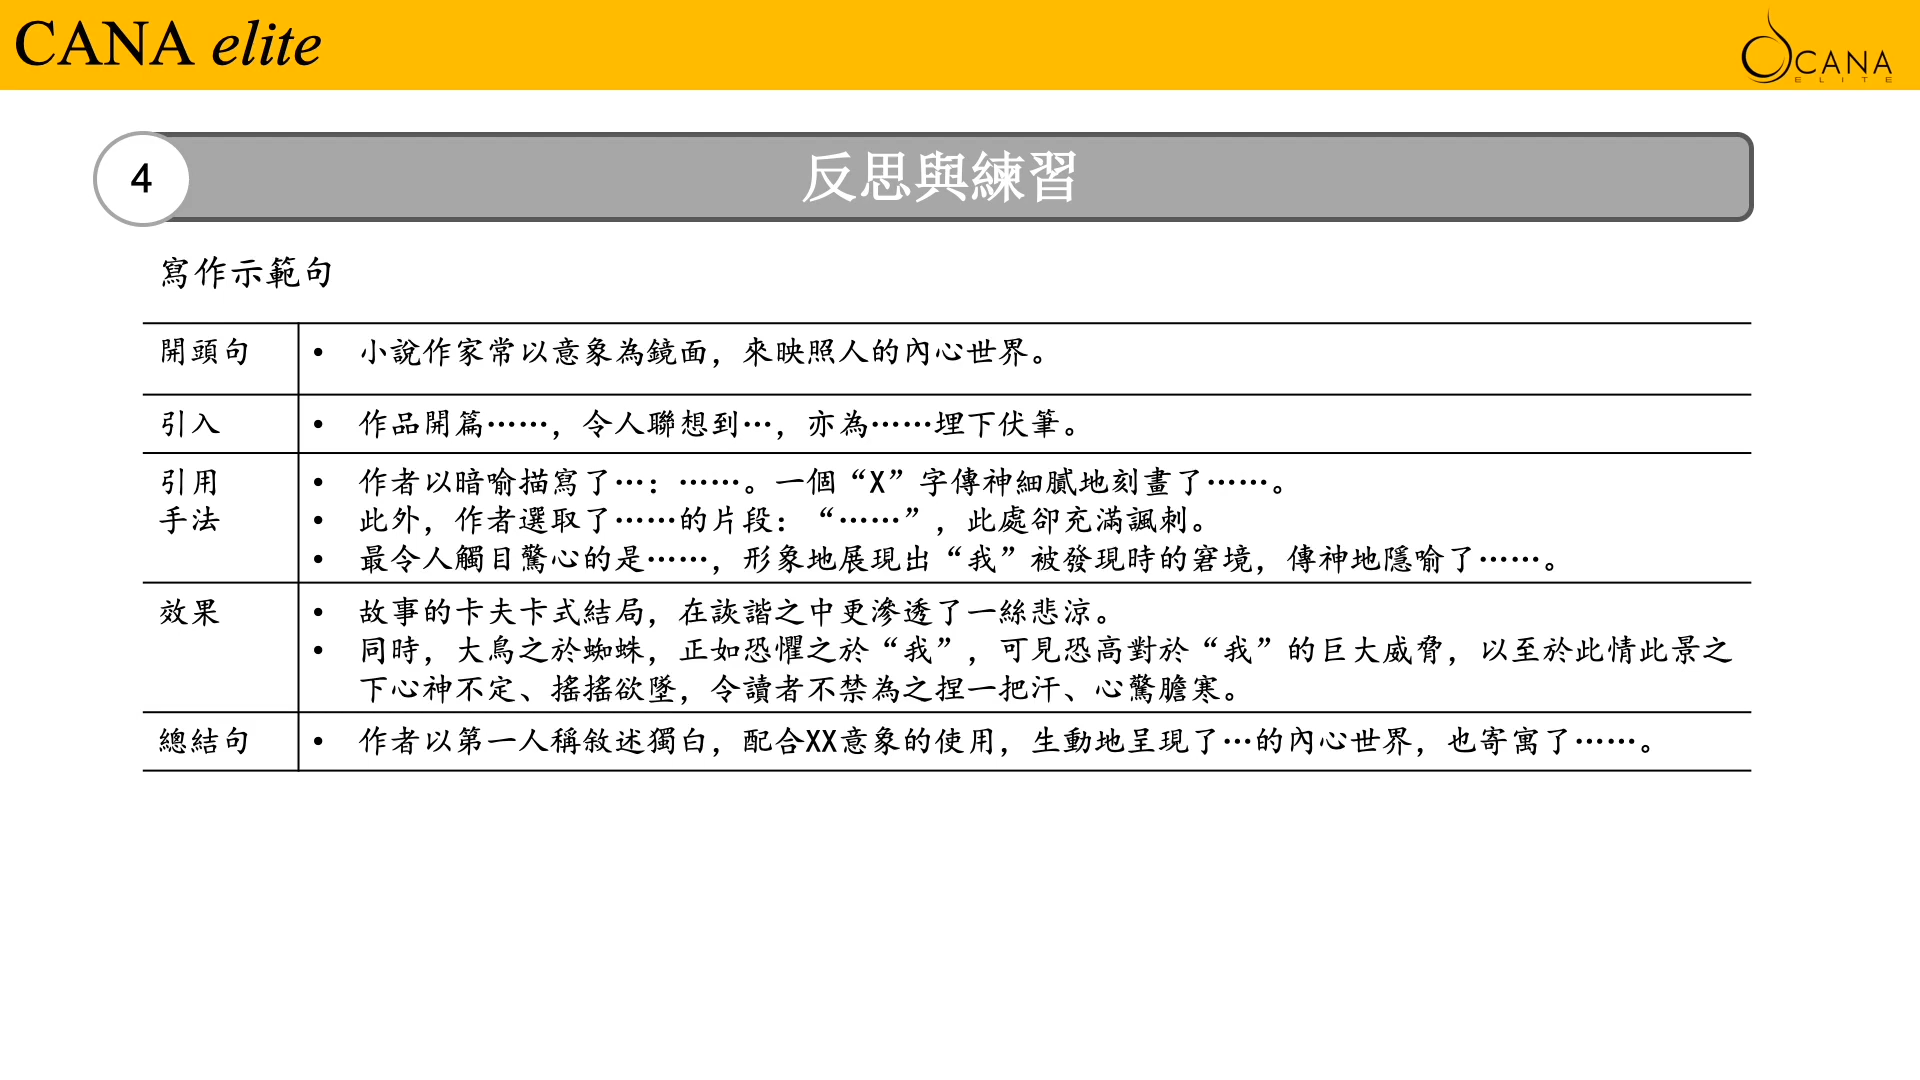 CANA elite
CANA
ELITE
4
反思與練習
寫作示範句
開頭句
• 小說作家常以意象為鏡面，來映照人的內心世界。
引入
• 作品開篇……，令人聯想到…，亦為……埋下伏筆。
引用
手法
• 作者以暗喻描寫了…：……。一個“X”字傳神細膩地刻畫了……。
• 此外，作者選取了……的片段：“……”，此處卻充滿諷刺。
• 最令人觸目驚心的是……，形象地展現出“我”被發現時的窘境，傳神地隱喻了……。
效果
• 故事的卡夫卡式結局，在詼諧之中更滲透了一絲悲涼。
• 同時，大鳥之於蜘蛛，正如恐懼之於“我”，可見恐高對於“我”的巨大威脅，以至於此情此景之
下心神不定、搖搖欲墜，令讀者不禁為之捏一把汗、心驚膽寒。
總結句
• 作者以第一人稱敘述獨白，配合XX意象的使用，生動地呈現了…的內心世界，也寄寓了……。